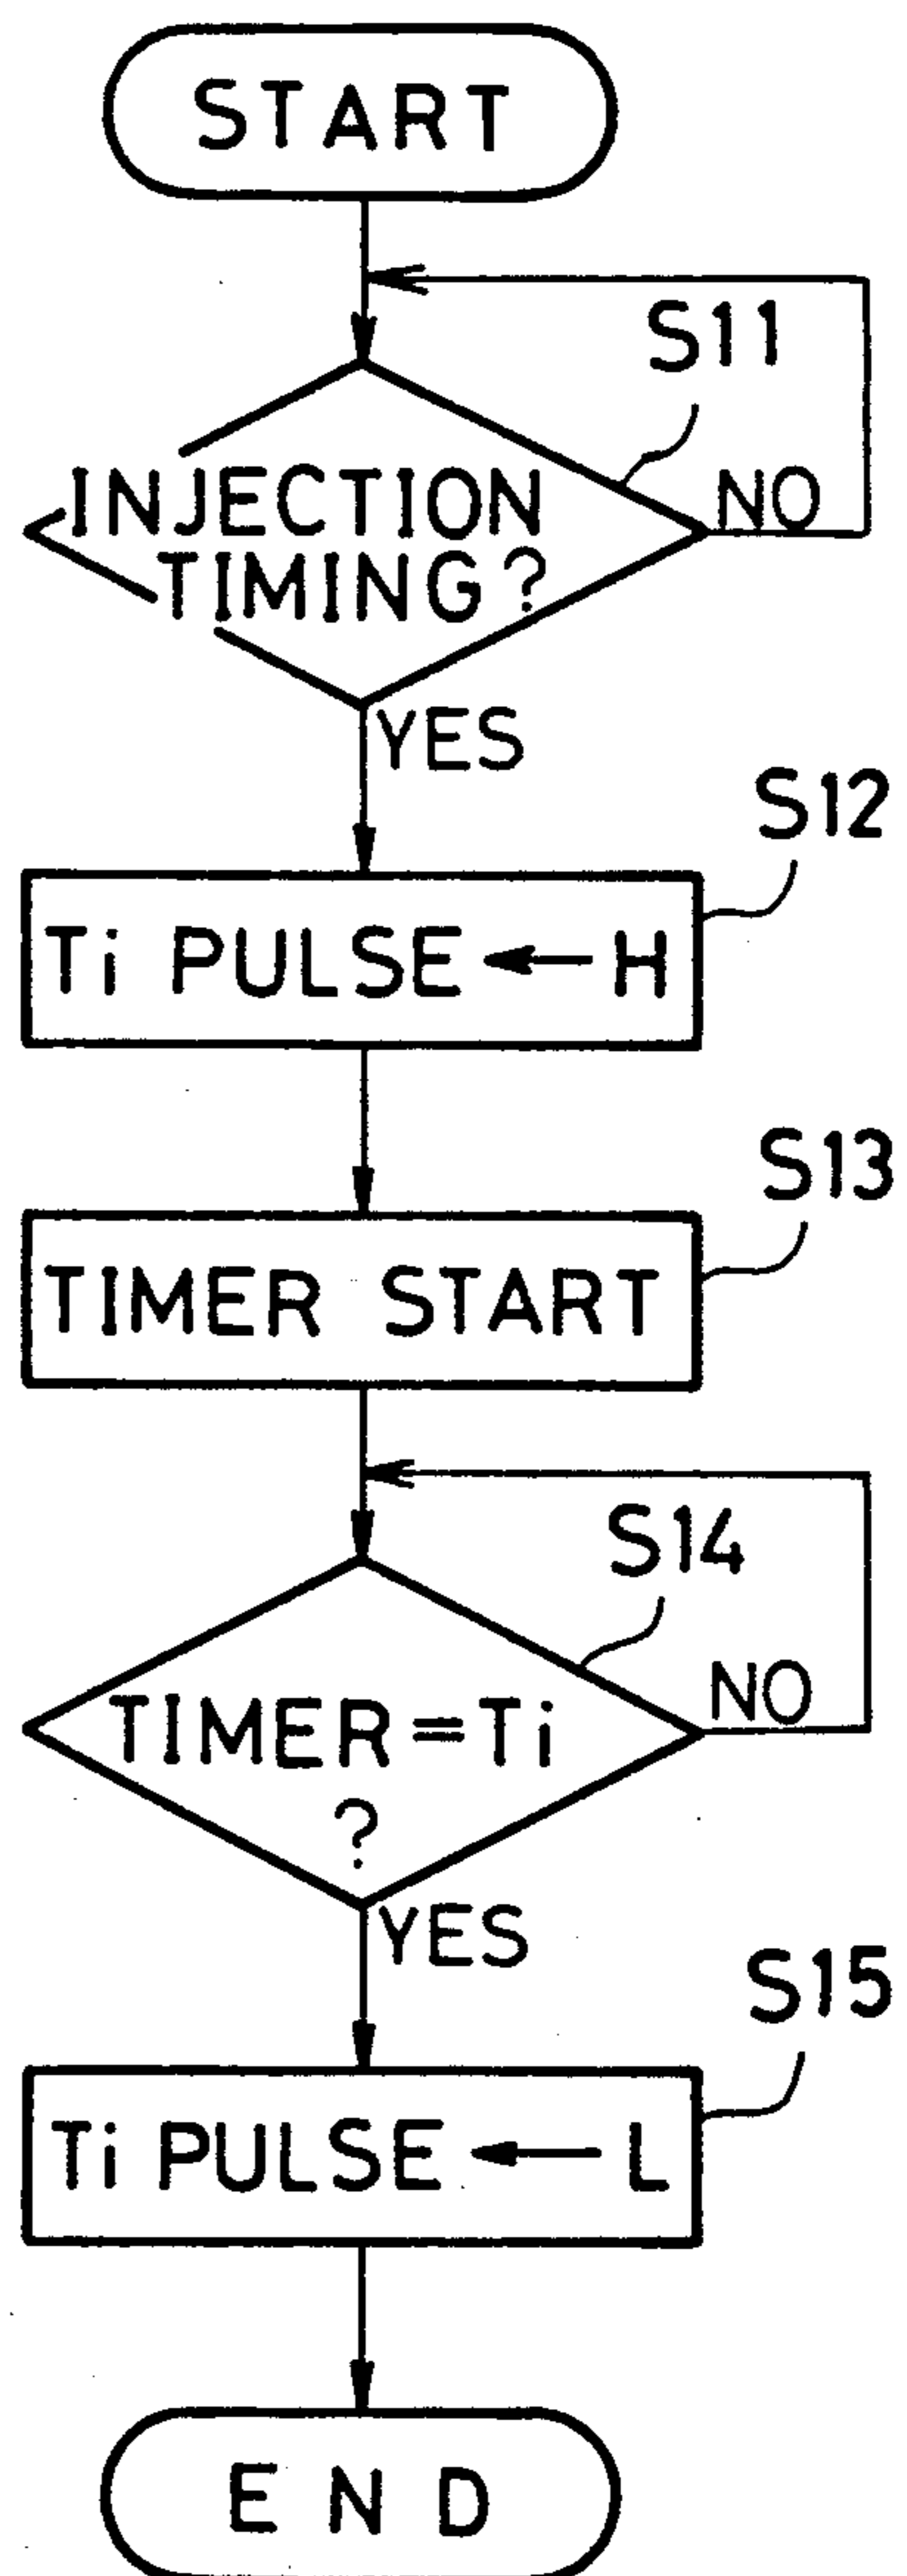 START
S11
INJECTION
TIMING?
NO
YES
S12
Ti PULSE ← H
S13
TIMER START
S14
TIMER=Ti
?
NO
YES
S15
Ti PULSE ← L
END